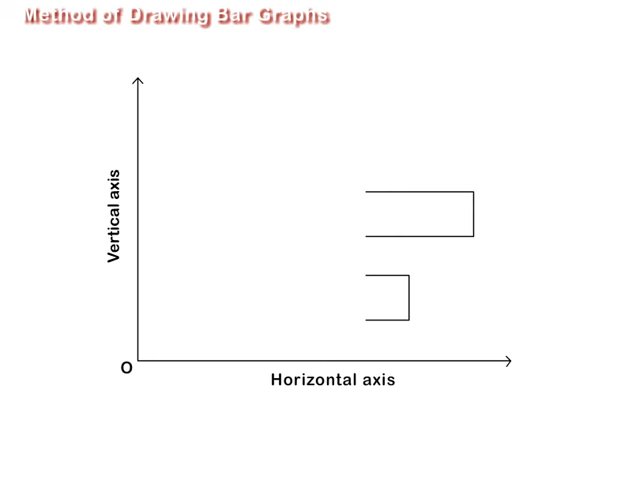 Method of Drawing Bar Graphs
Vertical axis
O
Horizontal axis